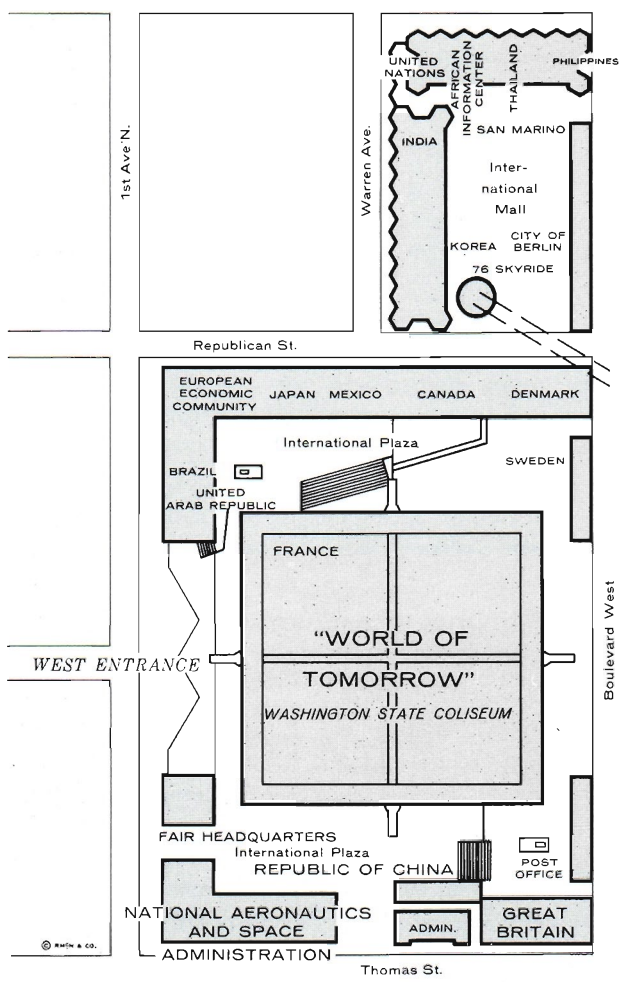 UNITED
NATIONS
AFRICAN
INFORMATION
CENTER
THAILAND
PHILIPPINES
INDIA
SAN MARINO
1st Ave N.
Warren Ave.
Inter-
national
Mall
KOREA
CITY OF
BERLIN
76 SKYRIDE
Republican St.
EUROPEAN
ECONOMIC
COMMUNITY
JAPAN
MEXICO
CANADA
DENMARK
International Plaza
BRAZIL
SWEDEN
UNITED
ARAB REPUBLIC
FRANCE
"WORLD OF
TOMORROW"
WASHINGTON STATE COLISEUM
WEST ENTRANCE
Boulevard West
FAIR HEADQUARTERS
International Plaza
REPUBLIC OF CHINA
POST
OFFICE
NATIONAL AERONAUTICS
AND SPACE
ADMINISTRATION
ADMIN.
GREAT
BRITAIN
Thomas St.